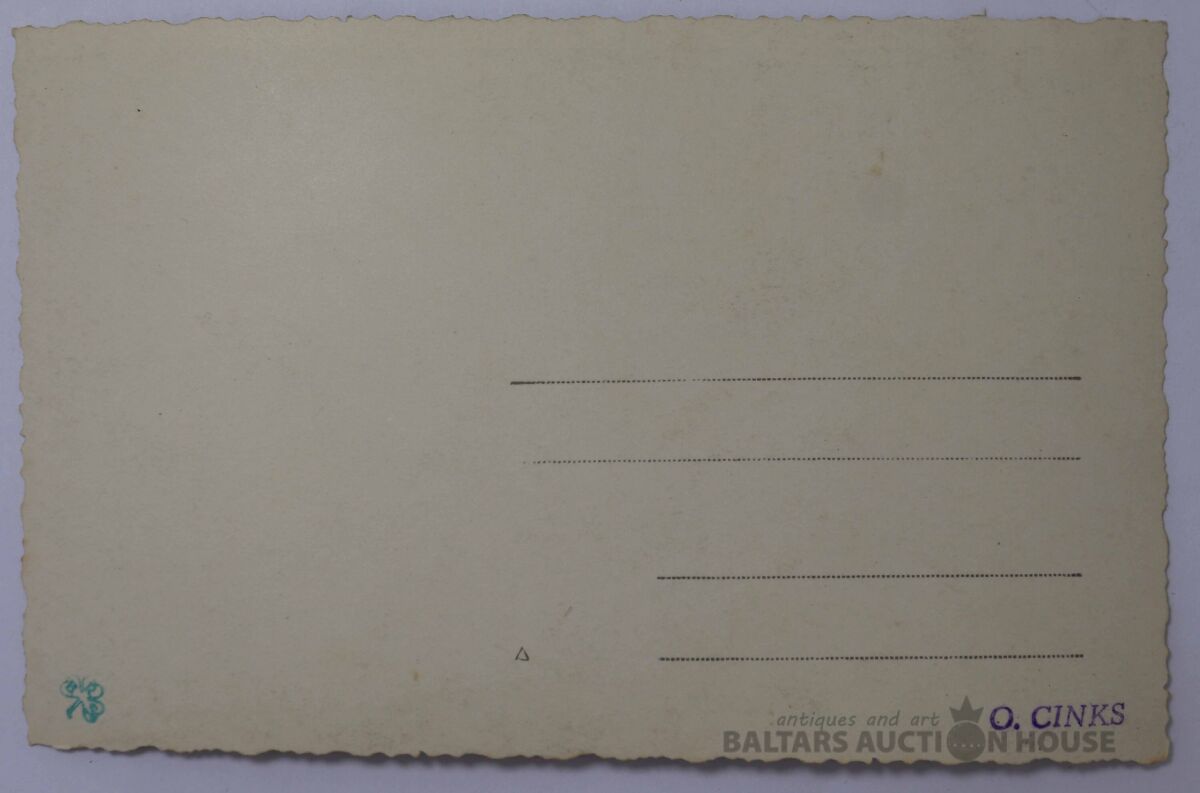 O. CINKS
antiques and art
BALTARS AUCTION HOUSE